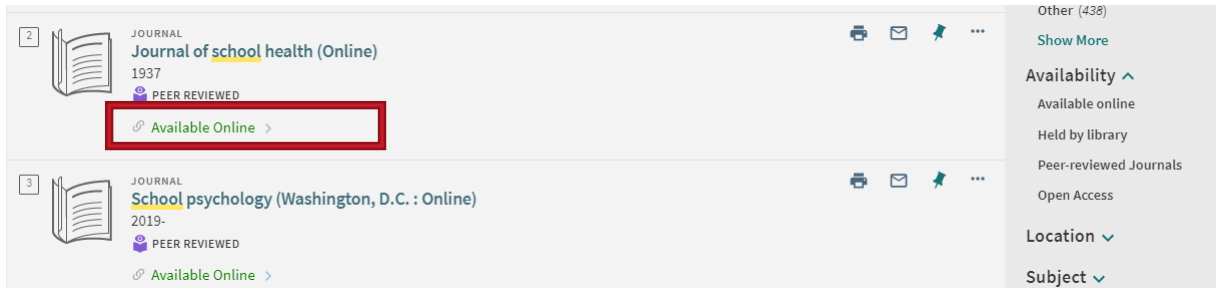 2
JOURNAL
Journal of school health (Online)
1937
PEER REVIEWED
Available Online
3
JOURNAL
School psychology (Washington, D.C. : Online)
2019-
PEER REVIEWED
Available Online
Other (438)
Show More
Availability
Available online
Held by library
Peer-reviewed Journals
Open Access
Location
Subject